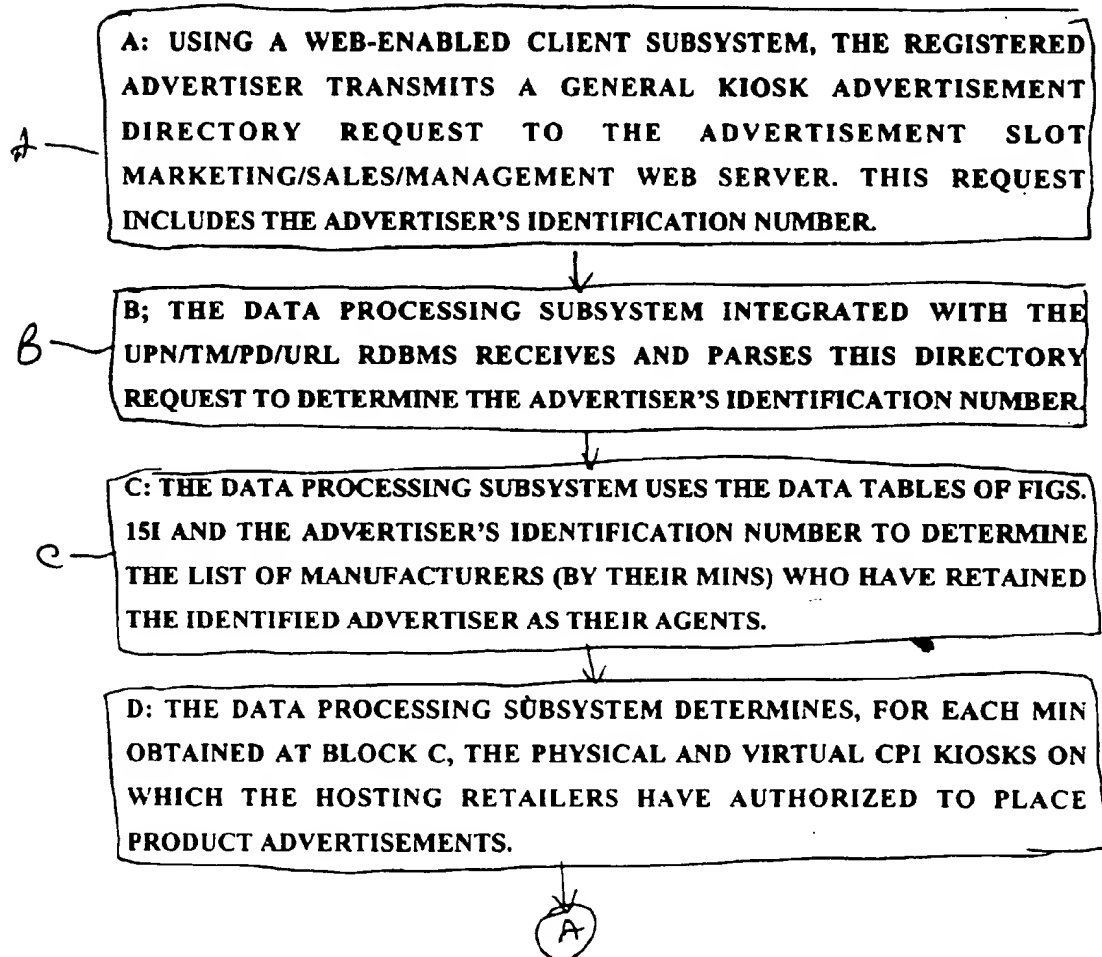 A: USING A WEB-ENABLED CLIENT SUBSYSTEM, THE REGISTERED
ADVERTISER TRANSMITS A GENERAL KIOSK ADVERTISEMENT
DIRECTORY REQUEST TO THE ADVERTISEMENT SLOT
MARKETING/SALES/MANAGEMENT WEB SERVER. THIS REQUEST
INCLUDES THE ADVERTISER'S IDENTIFICATION NUMBER.
B; THE DATA PROCESSING SUBSYSTEM INTEGRATED WITH THE
B
UPN/TM/PD/URL RDBMS RECEIVES AND PARSES THIS DIRECTORY
REQUEST TO DETERMINE THE ADVERTISER'S IDENTIFICATION NUMBER.
C: THE DATA PROCESSING SUBSYSTEM USES THE DATA TABLES OF FIGS.
15I AND THE ADVERTISER'S IDENTIFICATION NUMBER TO DETERMINE
C
THE LIST OF MANUFACTURERS (BY THEIR MINS) WHO HAVE RETAINED
THE IDENTIFIED ADVERTISER AS THEIR AGENTS.
D: THE DATA PROCESSING SUBSYSTEM DETERMINES, FOR EACH MIN
OBTAINED AT BLOCK C, THE PHYSICAL AND VIRTUAL CPI KIOSKS ON
WHICH THE HOSTING RETAILERS HAVE AUTHORIZED TO PLACE
PRODUCT ADVERTISEMENTS.
A